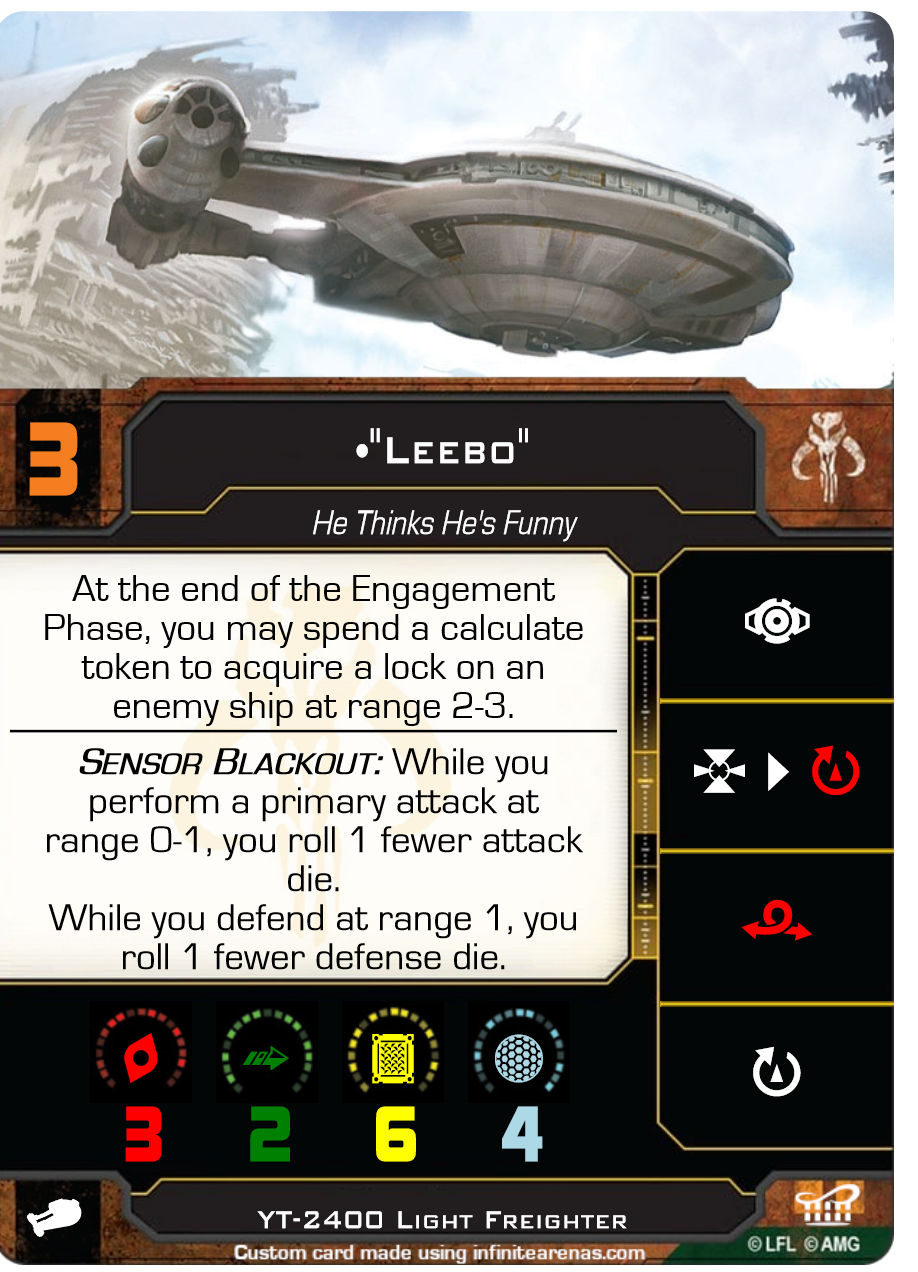 3
•"Leebo"
He Thinks He's Funny
At the end of the Engagement
Phase, you may spend a calculate
token to acquire a lock on an
enemy ship at range 2-3.
Sensor Blackout: While you
perform a primary attack at
range 0-1, you roll 1 fewer attack
die.
While you defend at range 1, you
roll 1 fewer defense die.
3 2 6 4
YT-2400 Light Freighter
Custom card made using infinitearenas.com
© LFL © AMG